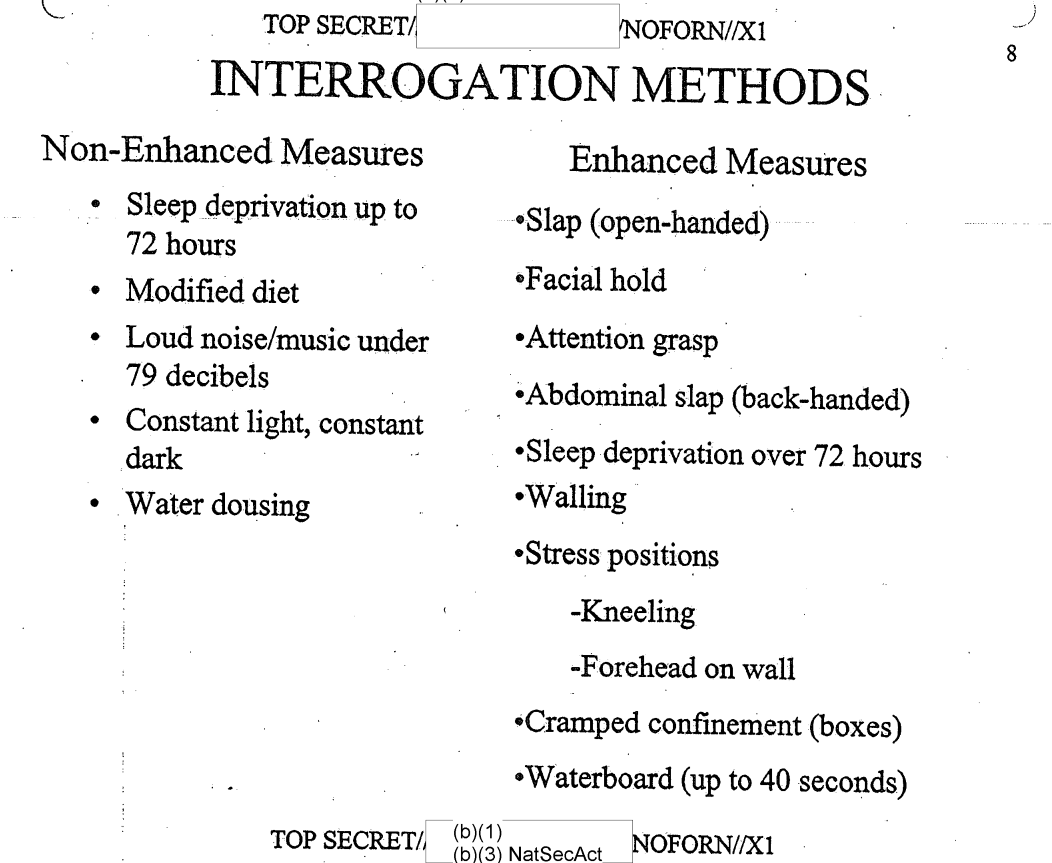 TOP SECRET/ /NOFORN//X1
8
INTERROGATION METHODS
Non-Enhanced Measures
• Sleep deprivation up to
72 hours
• Modified diet
• Loud noise/music under
79 decibels
• Constant light, constant
dark
• Water dousing
Enhanced Measures
•Slap (open-handed)
•Facial hold
•Attention grasp
•Abdominal slap (back-handed)
•Sleep deprivation over 72 hours
•Walling
•Stress positions
-Kneeling
-Forehead on wall
•Cramped confinement (boxes)
•Waterboard (up to 40 seconds)
TOP SECRET// NOFORN//X1
(b)(1)
(b)(3) NatSecAct